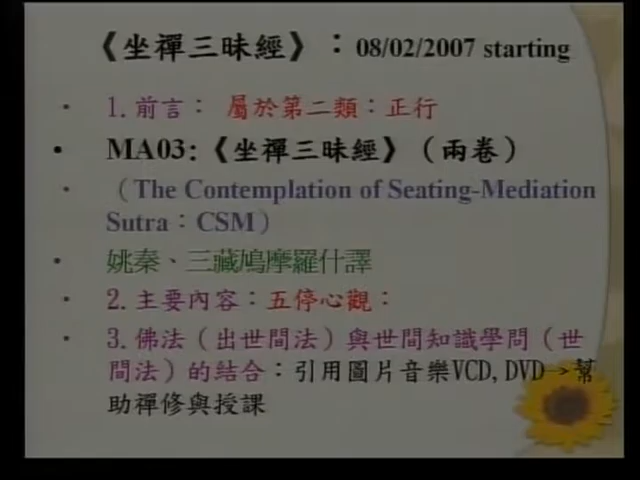 《坐禪三昧經》：08/02/2007 starting
• 1.前言： 屬於第二類：正行
• MA03:《坐禪三昧經》（兩卷）
• （The Contemplation of Seating-Mediation
Sutra：CSM）
• 姚秦、三藏鳩摩羅什譯
• 2.主要內容：五停心觀：
• 3.佛法（出世間法）與世間知識學問（世
間法）的結合：引用圖片音樂VCD,DVD->幫
助禪修與授課